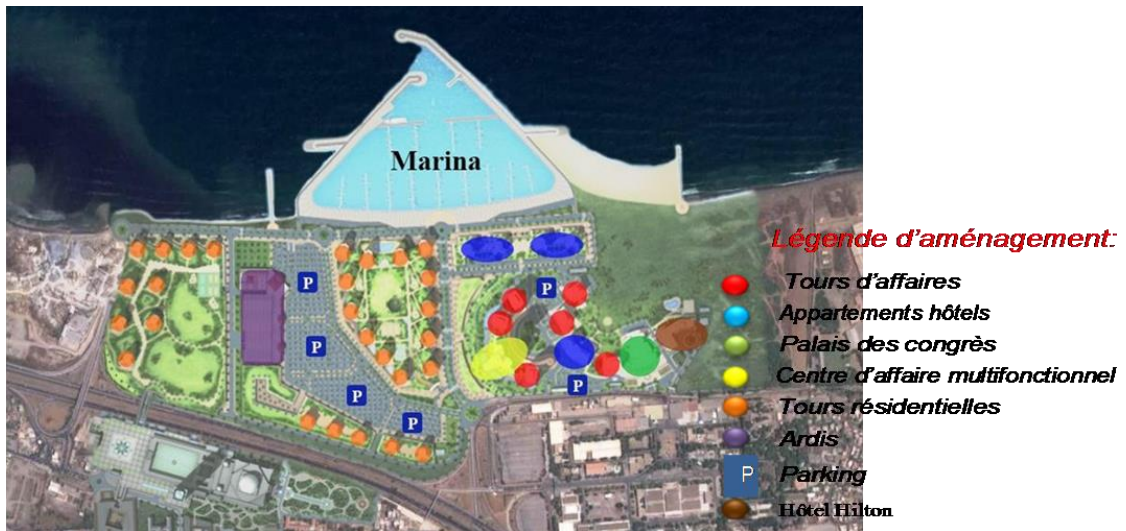 Marina
P
P
P
P
P
P
Légende d'aménagement:
Tours d'affaires
Appartements hôtels
Palais des congrès
Centre d'affaire multifonctionnel
Tours résidentielles
Ardis
P Parking
Hôtel Hilton